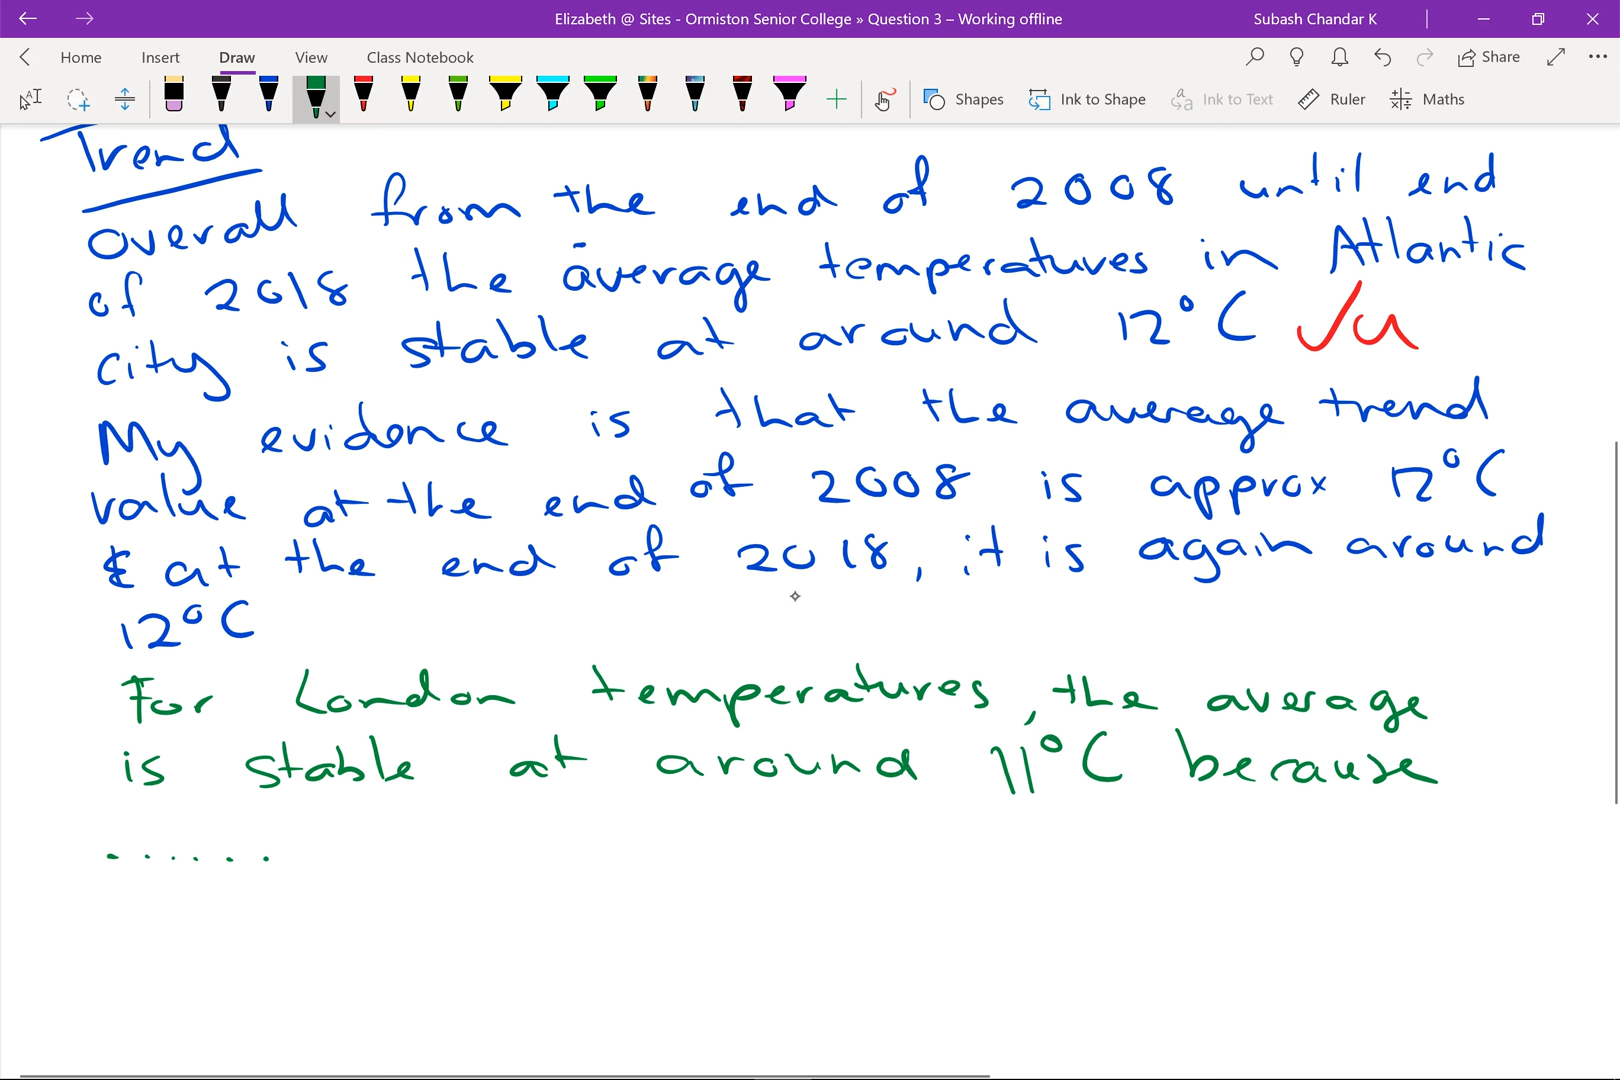 Elizabeth @ Sites - Ormiston Senior College » Question 3 – Working offline
Subash Chandar K
Home Insert Draw View Class Notebook
Share
Shapes Ink to Shape Ink to Text Ruler Maths
Trend
Overall from the end of 2008 until end
of 2018 the average temperatures in Atlantic
city is stable at around 12°C ✓u
My evidence is that the average trend
value at the end of 2008 is approx 12°C
& at the end of 2018, it is again around
12°C
For London temperatures, the average
is stable at around 11°C because
......